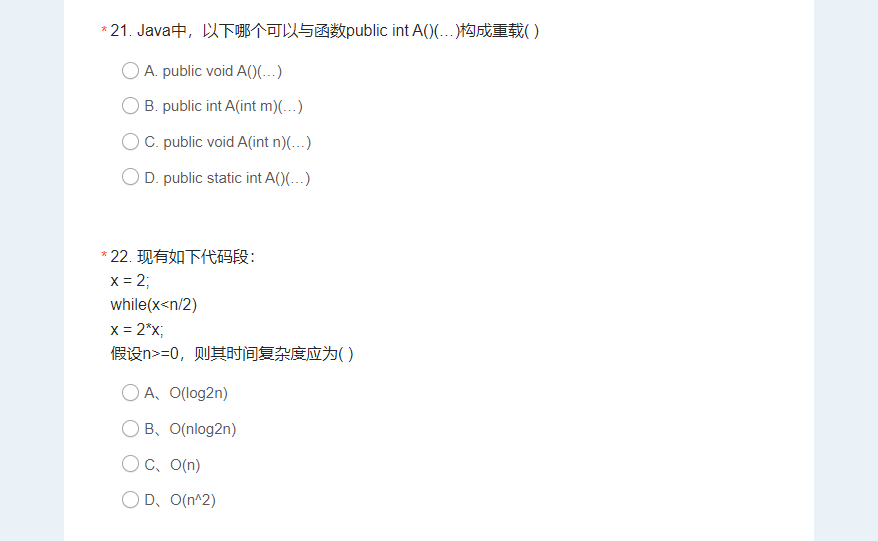 * 21. Java中，以下哪个可以与函数public int A()(…)构成重载( )
A. public void A()(…)
B. public int A(int m)(…)
C. public void A(int n)(…)
D. public static int A()(…)
* 22. 现有如下代码段：
x = 2;
while(x<n/2)
x = 2*x;
假设n>=0，则其时间复杂度应为( )
A、O(log2n)
B、O(nlog2n)
C、O(n)
D、O(n^2)